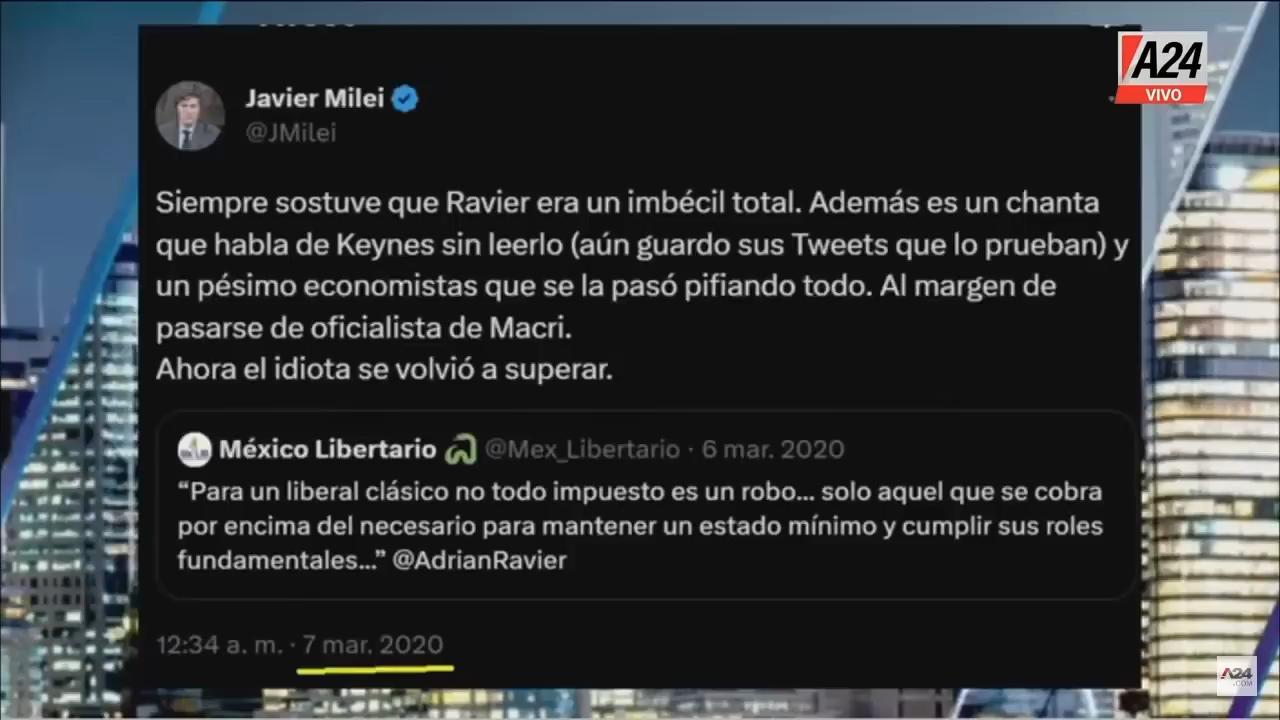 A24
VIVO
Javier Milei
@JMilei
Siempre sostuve que Ravier era un imbécil total. Además es un chanta
que habla de Keynes sin leerlo (aún guardo sus Tweets que lo prueban) y
un pésimo economistas que se la pasó pifiando todo. Al margen de
pasarse de oficialista de Macri.
Ahora el idiota se volvió a superar.
México Libertario @Mex_Libertario · 6 mar. 2020
“Para un liberal clásico no todo impuesto es un robo... solo aquel que se cobra
por encima del necesario para mantener un estado mínimo y cumplir sus roles
fundamentales...” @AdrianRavier
12:34 a. m. · 7 mar. 2020
A24
.COM